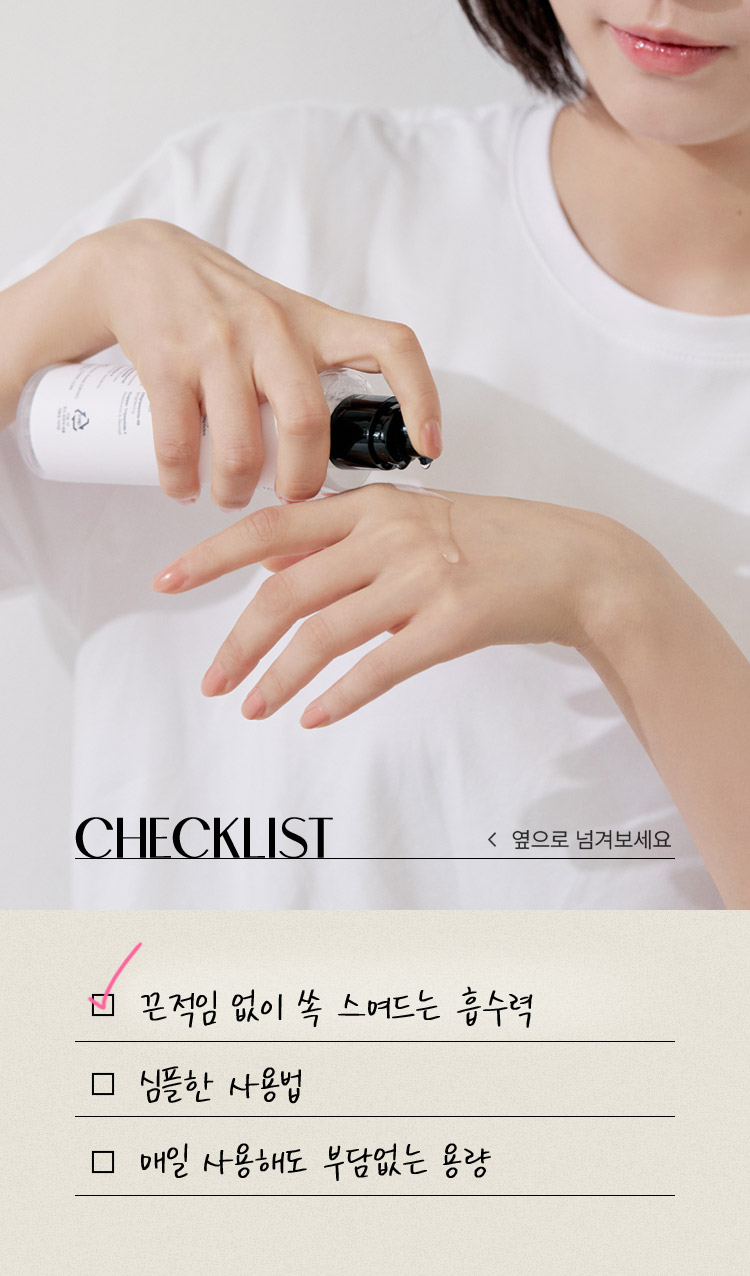 CHECKLIST
< 옆으로 넘겨보세요
끈적임 없이 쏙 스며드는 흡수력
심플한 사용법
매일 사용해도 부담없는 용량